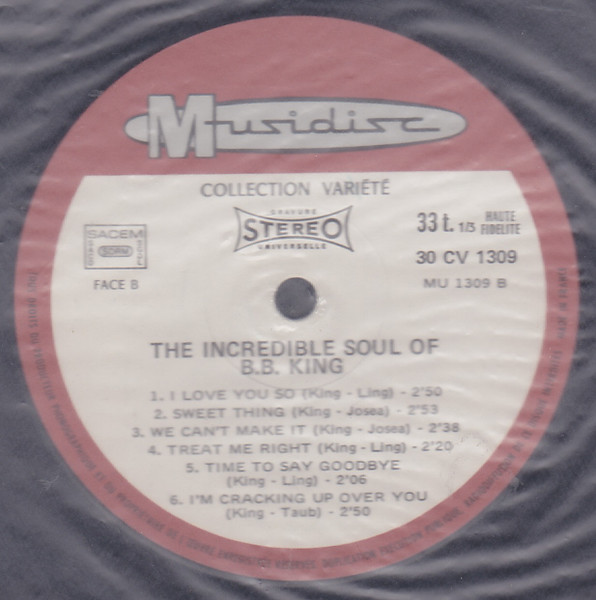 Musidisc
COLLECTION VARIÉTÉ
GRAVURE
STEREO
UNIVERSELLE
33 t. 1/3 HAUTE FIDELITE
SACEM
BIEM
30 CV 1309
FACE B
MU 1309 B
THE INCREDIBLE SOUL OF
B.B. KING
1. I LOVE YOU SO (King - Ling) - 2'50
2. SWEET THING (King - Josea) - 2'53
3. WE CAN'T MAKE IT (King - Josea) - 2'38
4. TREAT ME RIGHT (King - Ling) - 2'20
5. TIME TO SAY GOODBYE
(King - Ling) - 2'06
6. I'M CRACKING UP OVER YOU
(King - Taub) - 2'50